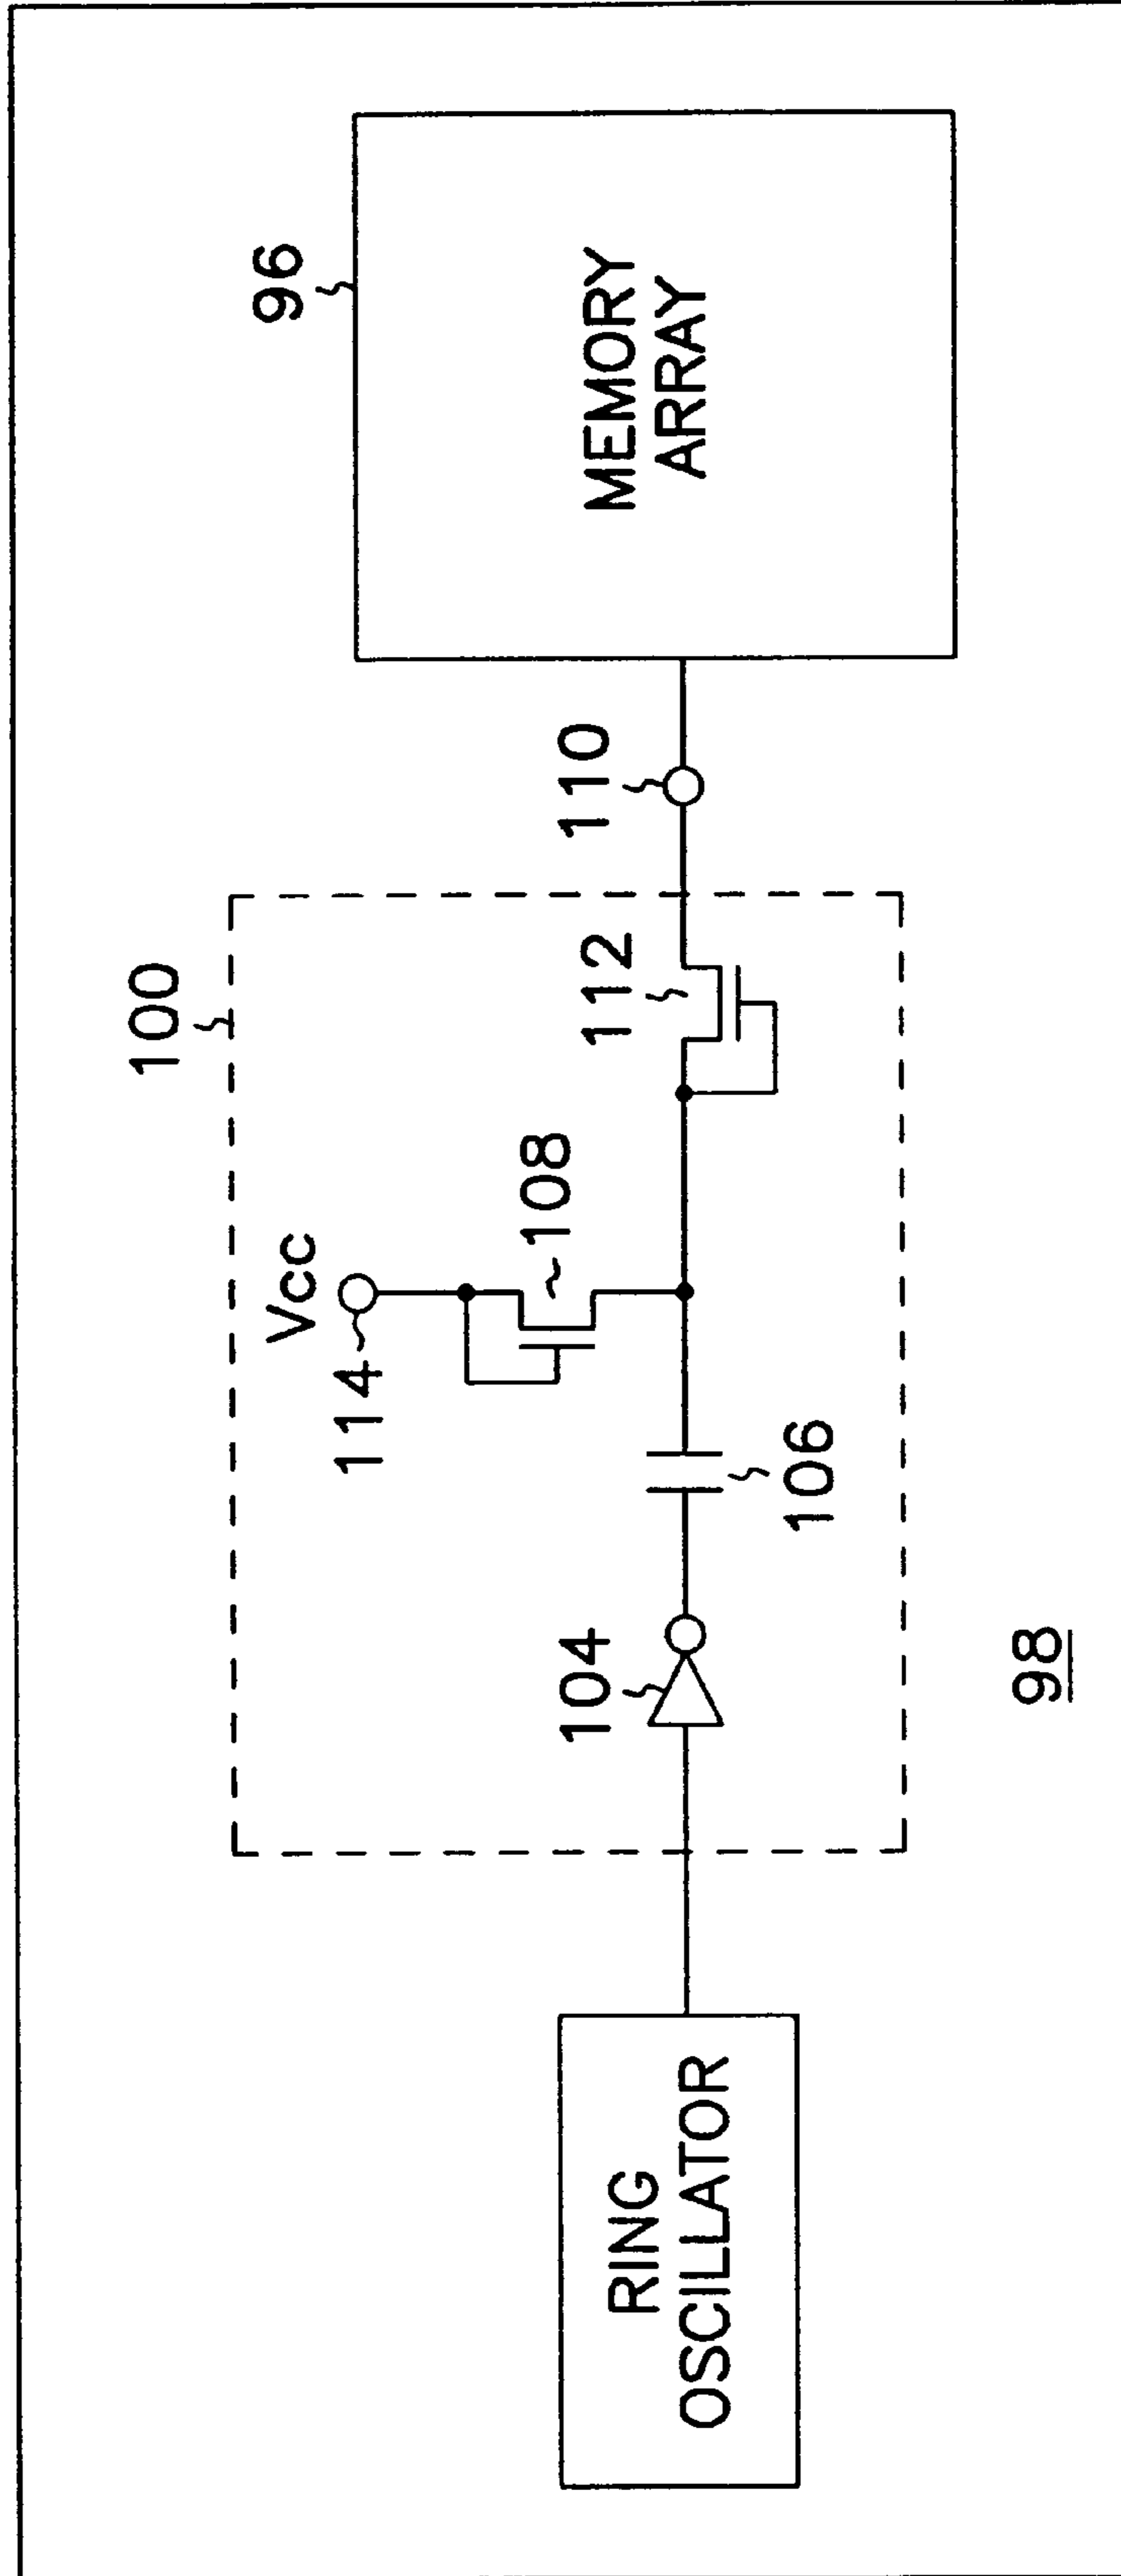 100
96
Vcc
114
108
112
110
104
106
RING
OSCILLATOR
MEMORY
ARRAY
98